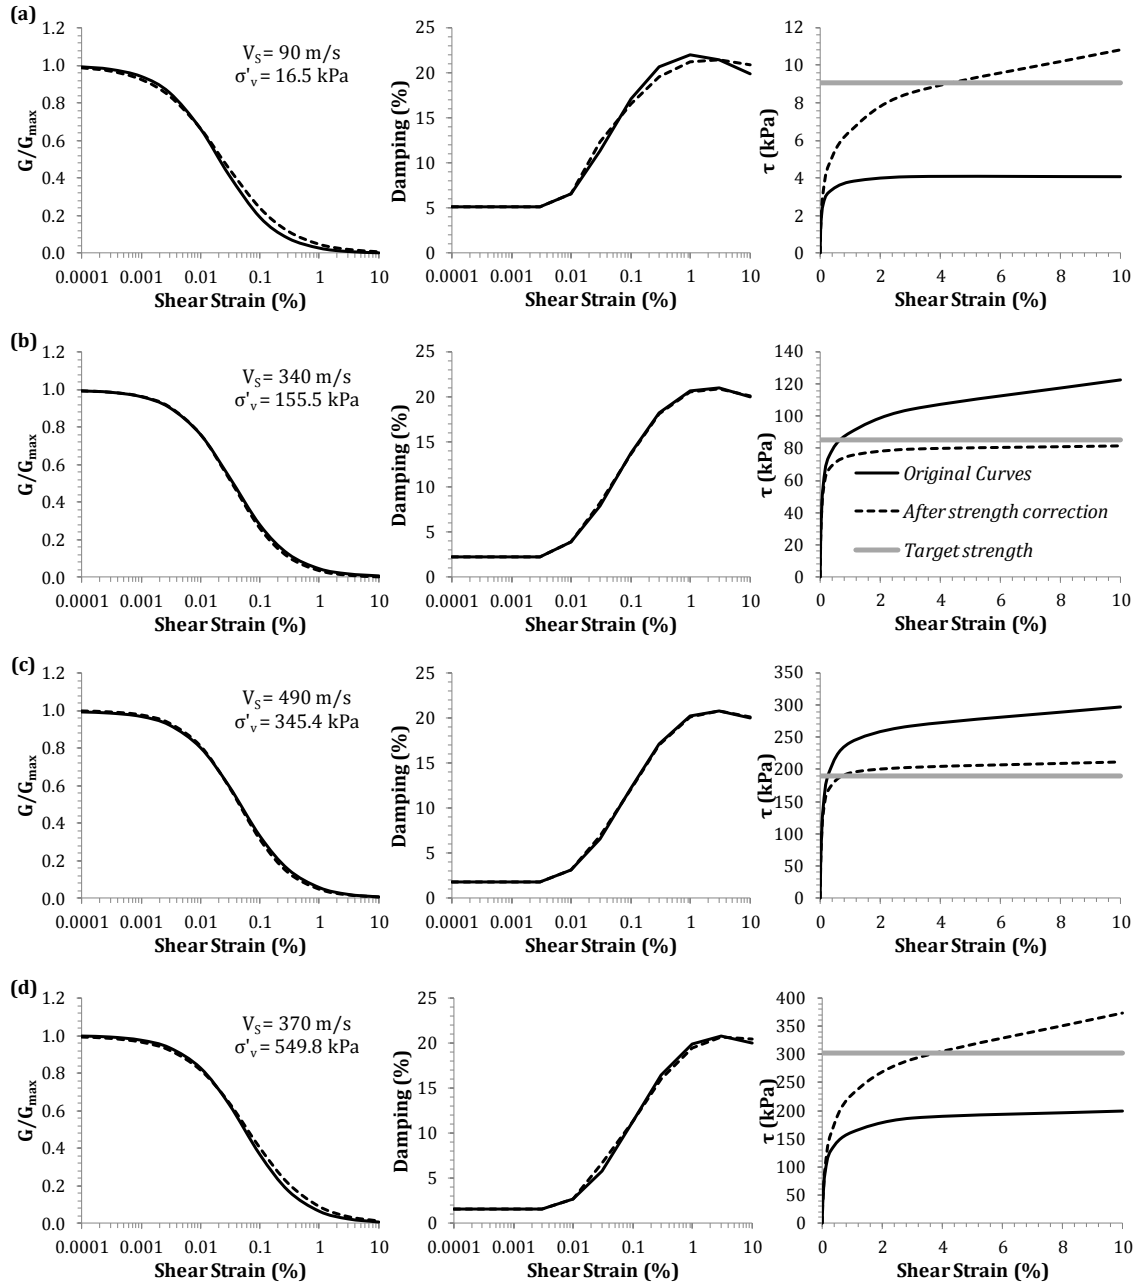 (a)
1.2
1.0
0.8
0.6
0.4
0.2
0.0
G/Gmax
V_S= 90 m/s
σ'_v= 16.5 kPa
0.0001 0.001 0.01 0.1 1 10
Shear Strain (%)
25
20
15
10
5
0
Damping (%)
0.0001 0.001 0.01 0.1 1 10
Shear Strain (%)
12
10
8
6
4
2
0
τ (kPa)
0 2 4 6 8 10
Shear Strain (%)
(b)
1.2
1.0
0.8
0.6
0.4
0.2
0.0
G/Gmax
V_S= 340 m/s
σ'_v= 155.5 kPa
0.0001 0.001 0.01 0.1 1 10
Shear Strain (%)
25
20
15
10
5
0
Damping (%)
0.0001 0.001 0.01 0.1 1 10
Shear Strain (%)
140
120
100
80
60
40
20
0
τ (kPa)
Original Curves
After strength correction
Target strength
0 2 4 6 8 10
Shear Strain (%)
(c)
1.2
1.0
0.8
0.6
0.4
0.2
0.0
G/Gmax
V_S= 490 m/s
σ'_v= 345.4 kPa
0.0001 0.001 0.01 0.1 1 10
Shear Strain (%)
25
20
15
10
5
0
Damping (%)
0.0001 0.001 0.01 0.1 1 10
Shear Strain (%)
350
300
250
200
150
100
50
0
τ (kPa)
0 2 4 6 8 10
Shear Strain (%)
(d)
1.2
1.0
0.8
0.6
0.4
0.2
0.0
G/Gmax
V_S= 370 m/s
σ'_v= 549.8 kPa
0.0001 0.001 0.01 0.1 1 10
Shear Strain (%)
25
20
15
10
5
0
Damping (%)
0.0001 0.001 0.01 0.1 1 10
Shear Strain (%)
400
350
300
250
200
150
100
50
0
τ (kPa)
0 2 4 6 8 10
Shear Strain (%)